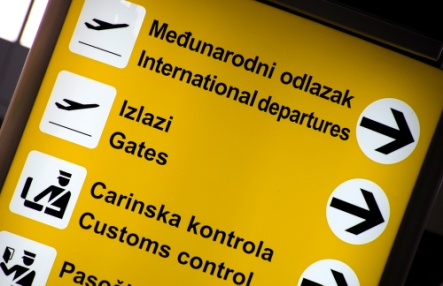 Međunarodni odlazak
International departures
Izlazi
Gates
Carinska kontrola
Customs control